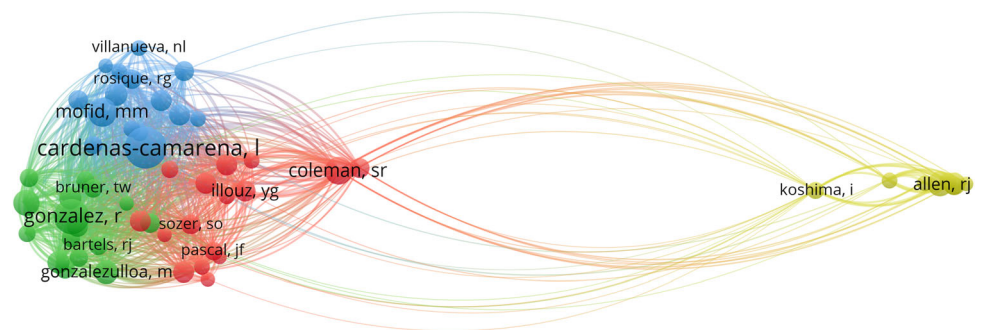 villanueva, nl
rosique, rg
mofid, mm
cardenas-camarena, l
coleman, sr
bruner, tw
illouz, yg
koshima, i
allen, rj
gonzalez, r
sozer, so
bartels, rj
pascal, jf
gonzalezulloa, m